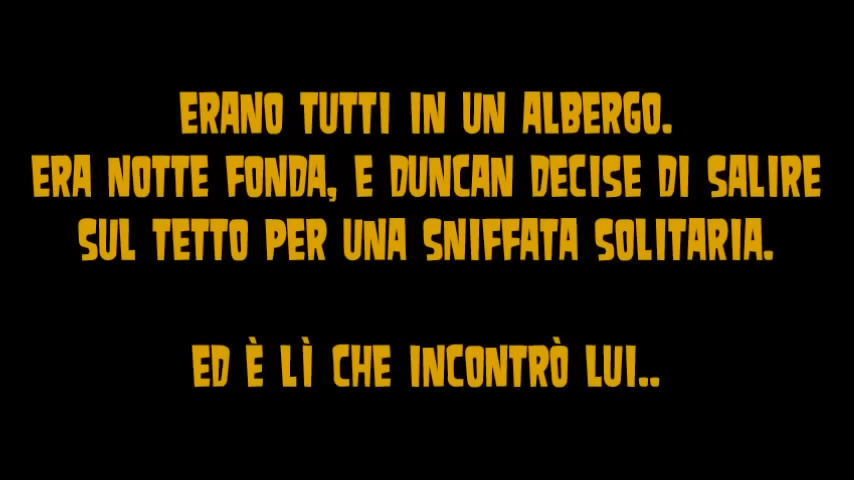 ERANO TUTTI IN UN ALBERGO.
ERA NOTTE FONDA, E DUNCAN DECISE DI SALIRE
SUL TETTO PER UNA SNIFFATA SOLITARIA.
ED È LÌ CHE INCONTRÒ LUI..